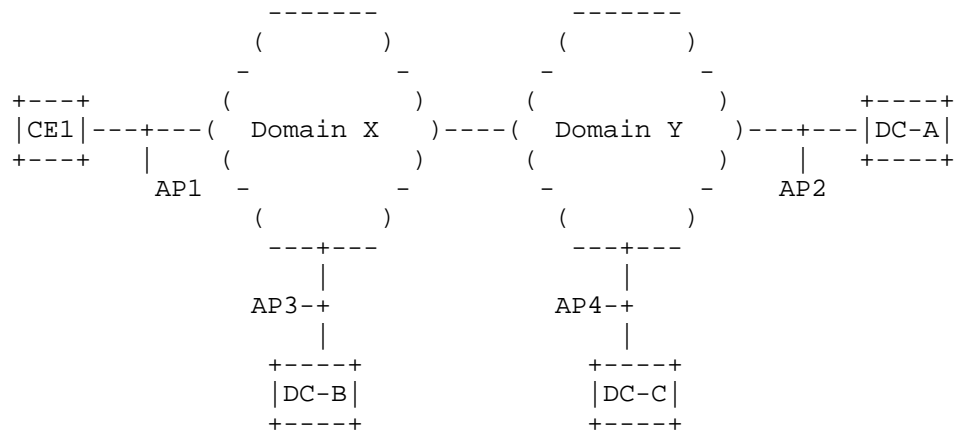 CE1 Domain X Domain Y DC-A
AP1 AP2
AP3 AP4
DC-B DC-C